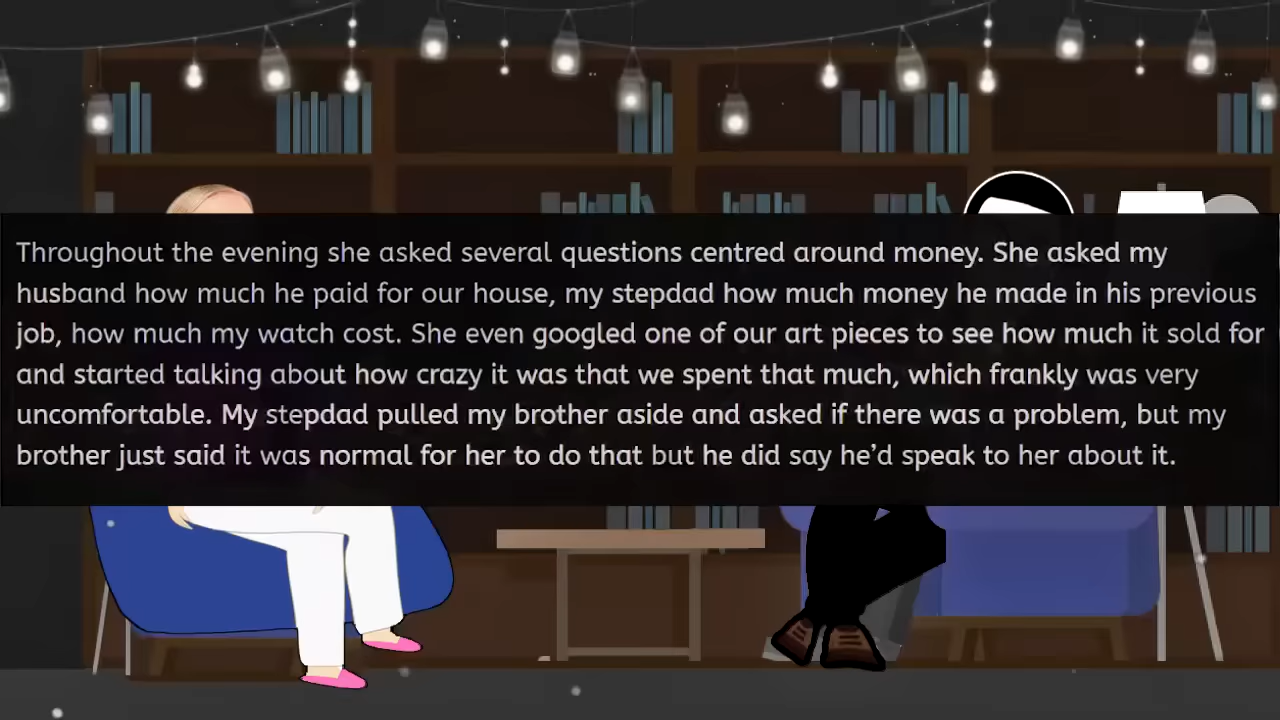 Throughout the evening she asked several questions centred around money. She asked my
husband how much he paid for our house, my stepdad how much money he made in his previous
job, how much my watch cost. She even googled one of our art pieces to see how much it sold for
and started talking about how crazy it was that we spent that much, which frankly was very
uncomfortable. My stepdad pulled my brother aside and asked if there was a problem, but my
brother just said it was normal for her to do that but he did say he’d speak to her about it.